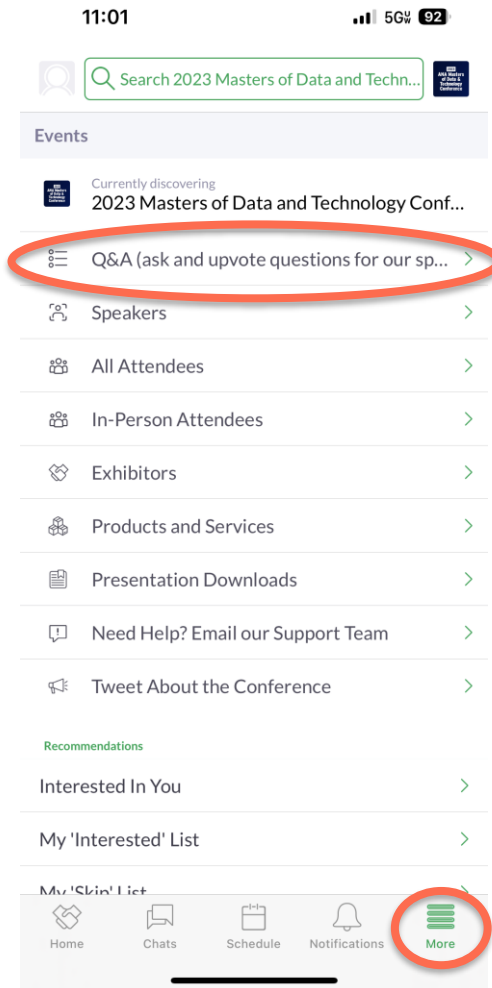 11:01
5G 92
Search 2023 Masters of Data and Techn...
Events
Currently discovering
2023 Masters of Data and Technology Conf...
Q&A (ask and upvote questions for our sp...
Speakers
All Attendees
In-Person Attendees
Exhibitors
Products and Services
Presentation Downloads
Need Help? Email our Support Team
Tweet About the Conference
Recommendations
Interested In You
My 'Interested' List
My 'Skip' List
Home Chats Schedule Notifications More